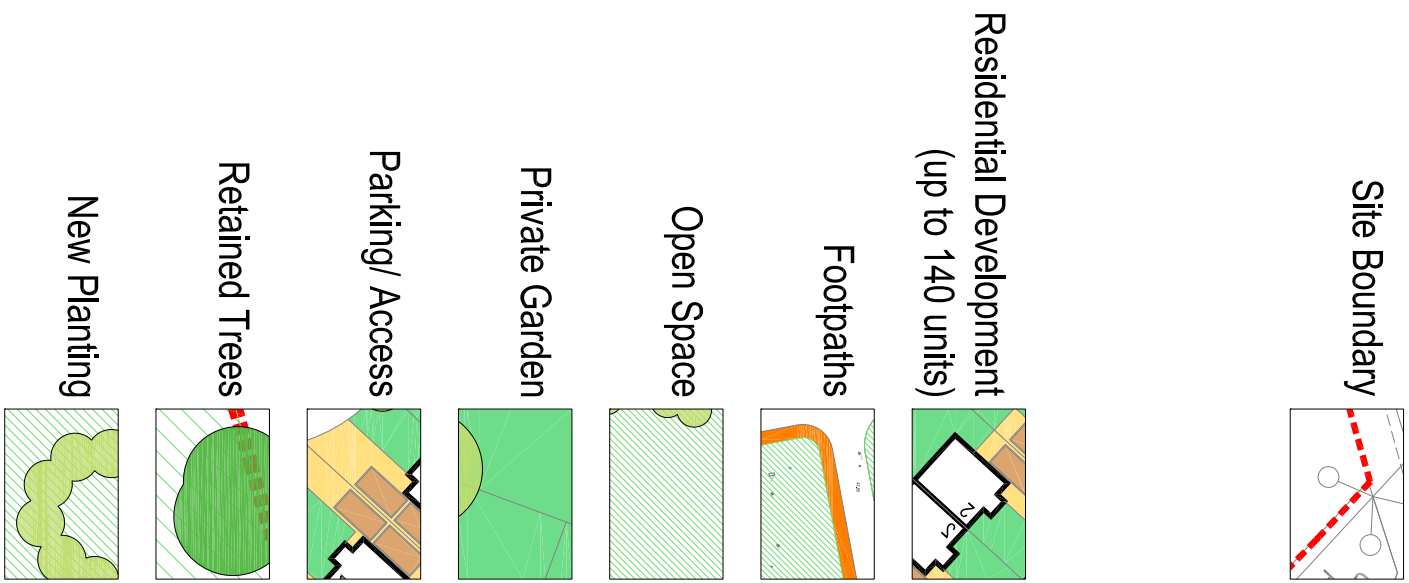 Site Boundary
Residential Development
(up to 140 units)
Footpaths
Open Space
Private Garden
Parking/ Access
Retained Trees
New Planting